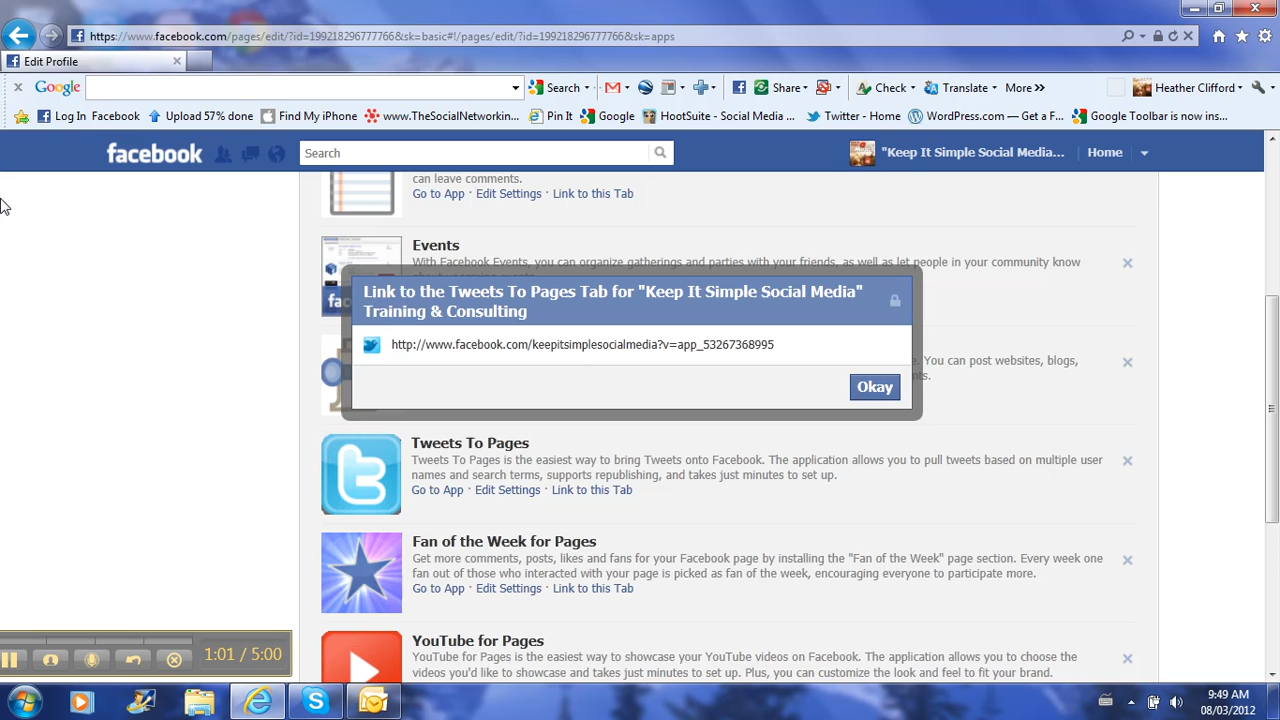 https://www.facebook.com/pages/edit/?id=199218296777766&sk=basic#!/pages/edit/?id=199218296777766&sk=apps
Edit Profile
Google Search Share Check Translate More » Heather Clifford
Log In Facebook Upload 57% done Find My iPhone www.TheSocialNetworkin... Pin It Google HootSuite - Social Media ... Twitter - Home WordPress.com — Get a F... Google Toolbar is now ins...
facebook Search "Keep It Simple Social Media... Home
can leave comments.
Go to App · Edit Settings · Link to this Tab
Events
With Facebook Events, you can organize gatherings and parties with your friends, as well as let people in your community know
Link to the Tweets To Pages Tab for "Keep It Simple Social Media"
Training & Consulting
http://www.facebook.com/keepitsimplesocialmedia?v=app_53267368995
. You can post websites, blogs,
Okay
Tweets To Pages
Tweets To Pages is the easiest way to bring Tweets onto Facebook. The application allows you to pull tweets based on multiple user
names and search terms, supports republishing, and takes just minutes to set up.
Go to App · Edit Settings · Link to this Tab
Fan of the Week for Pages
Get more comments, posts, likes and fans for your Facebook page by installing the "Fan of the Week" page section. Every week one
fan out of those who interacted with your page is picked as fan of the week, encouraging everyone to participate more.
Go to App · Edit Settings · Link to this Tab
YouTube for Pages
YouTube for Pages is the easiest way to showcase your YouTube videos on Facebook. The application allows you to choose the
videos you'd like to showcase and takes just minutes to set up. Plus, you can customize the look and feel to fit your brand.
1:01 / 5:00
9:49 AM
08/03/2012